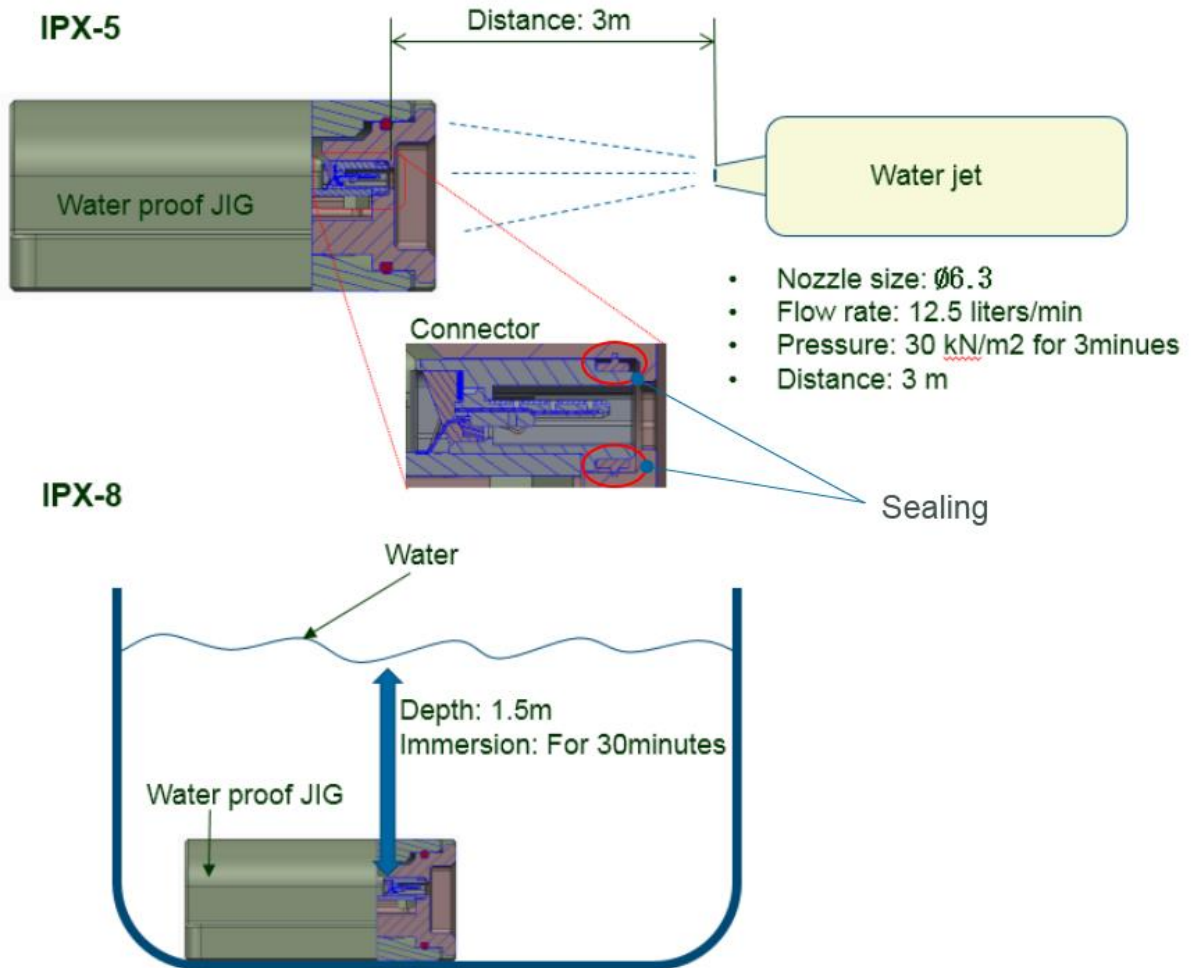 IPX-5
Distance: 3m
Water proof JIG
Water jet
• Nozzle size: Ø6.3
• Flow rate: 12.5 liters/min
• Pressure: 30 kN/m2 for 3minues
• Distance: 3 m
Connector
Sealing
IPX-8
Water
Depth: 1.5m
Immersion: For 30minutes
Water proof JIG